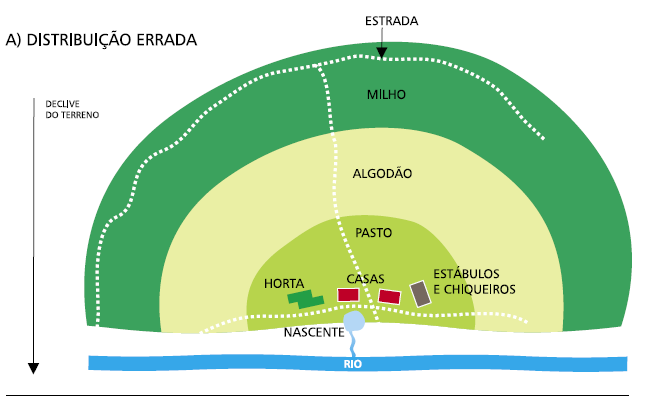 ESTRADA
A) DISTRIBUIÇÃO ERRADA
MILHO
DECLIVE
DO TERRENO
ALGODÃO
PASTO
CASAS
ESTÁBULOS
E CHIQUEIROS
HORTA
NASCENTE
RIO